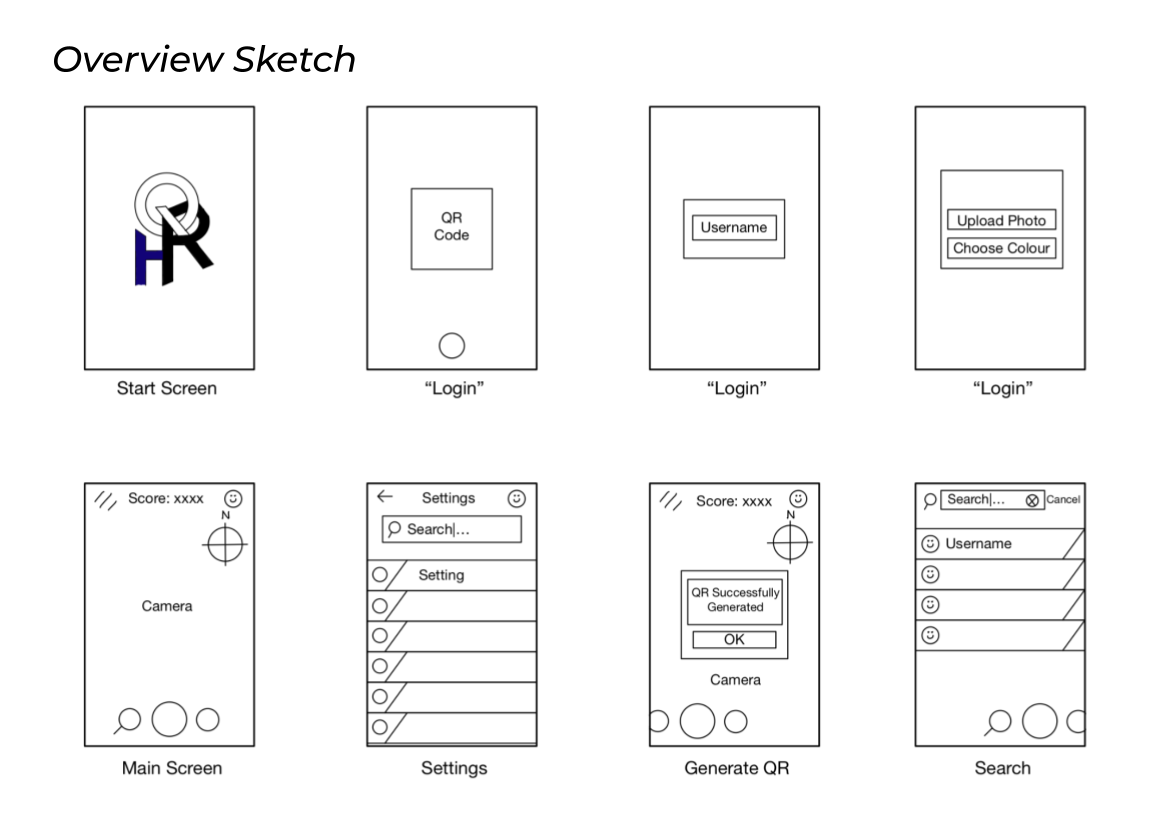 Overview Sketch
QHR
QR
Code
Username
Upload Photo
Choose Colour
Start Screen
“Login”
“Login”
“Login”
Score: xxxx
N
Camera
Settings
Search|...
Setting
Score: xxxx
N
QR Successfully
Generated
OK
Camera
Search|...
Cancel
Username
Main Screen
Settings
Generate QR
Search